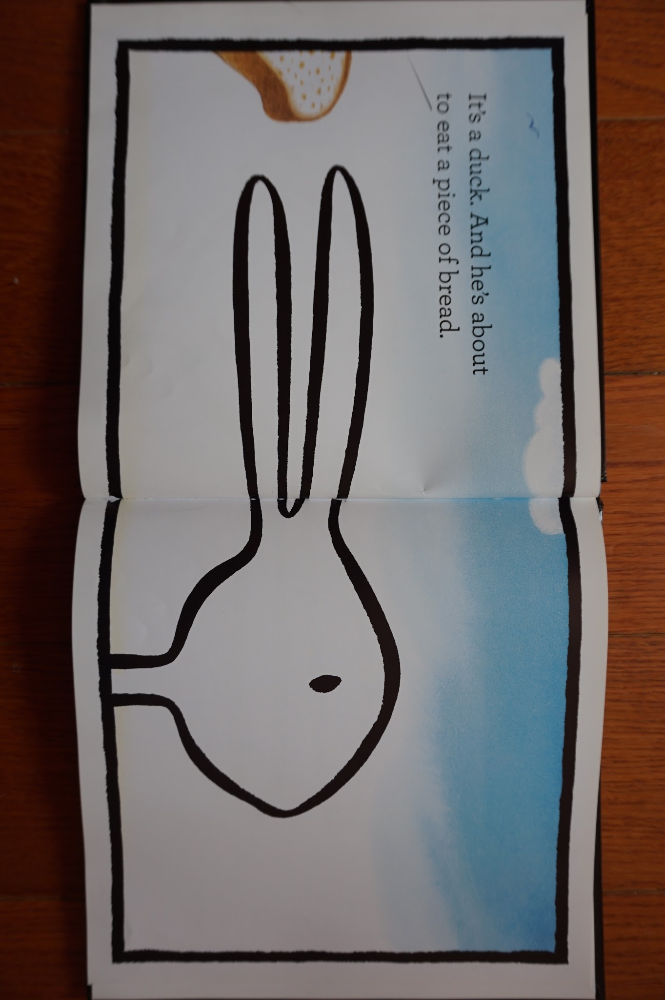 It's a duck. And he's about
to eat a piece of bread.